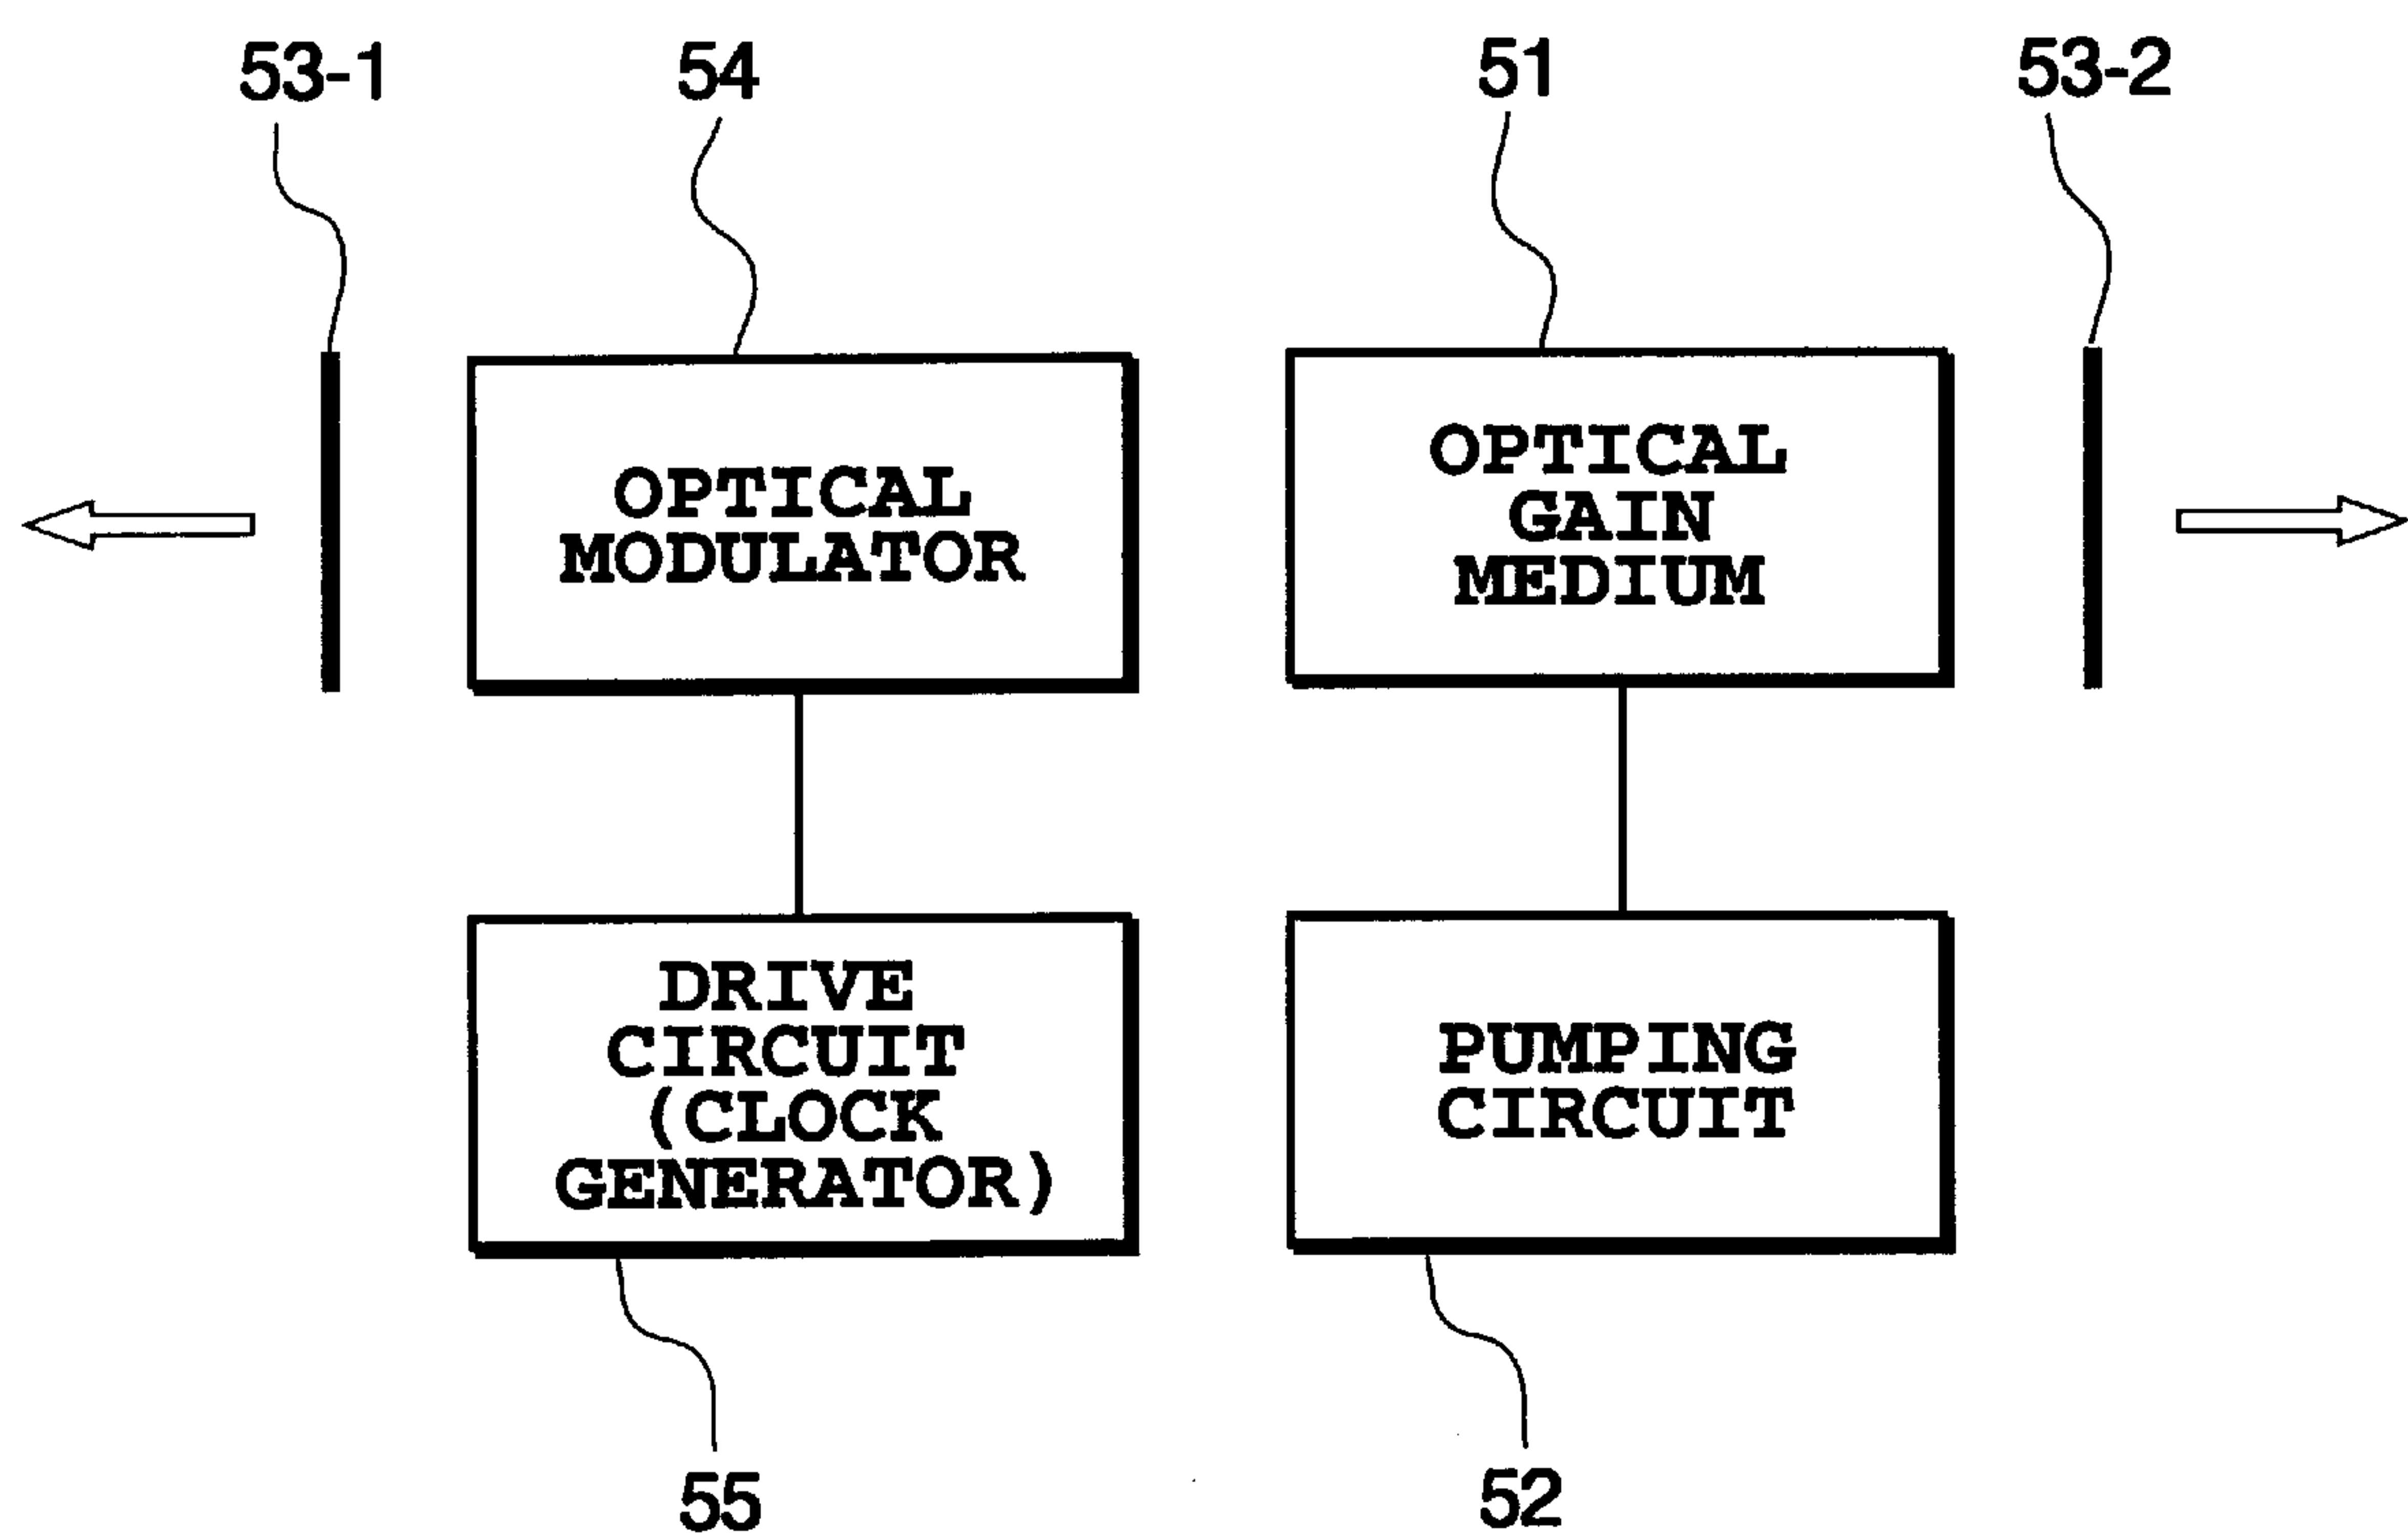 53-1
54
51
53-2
OPTICAL
MODULATOR
OPTICAL
GAIN
MEDIUM
DRIVE
CIRCUIT
(CLOCK
GENERATOR)
PUMPING
CIRCUIT
55
52